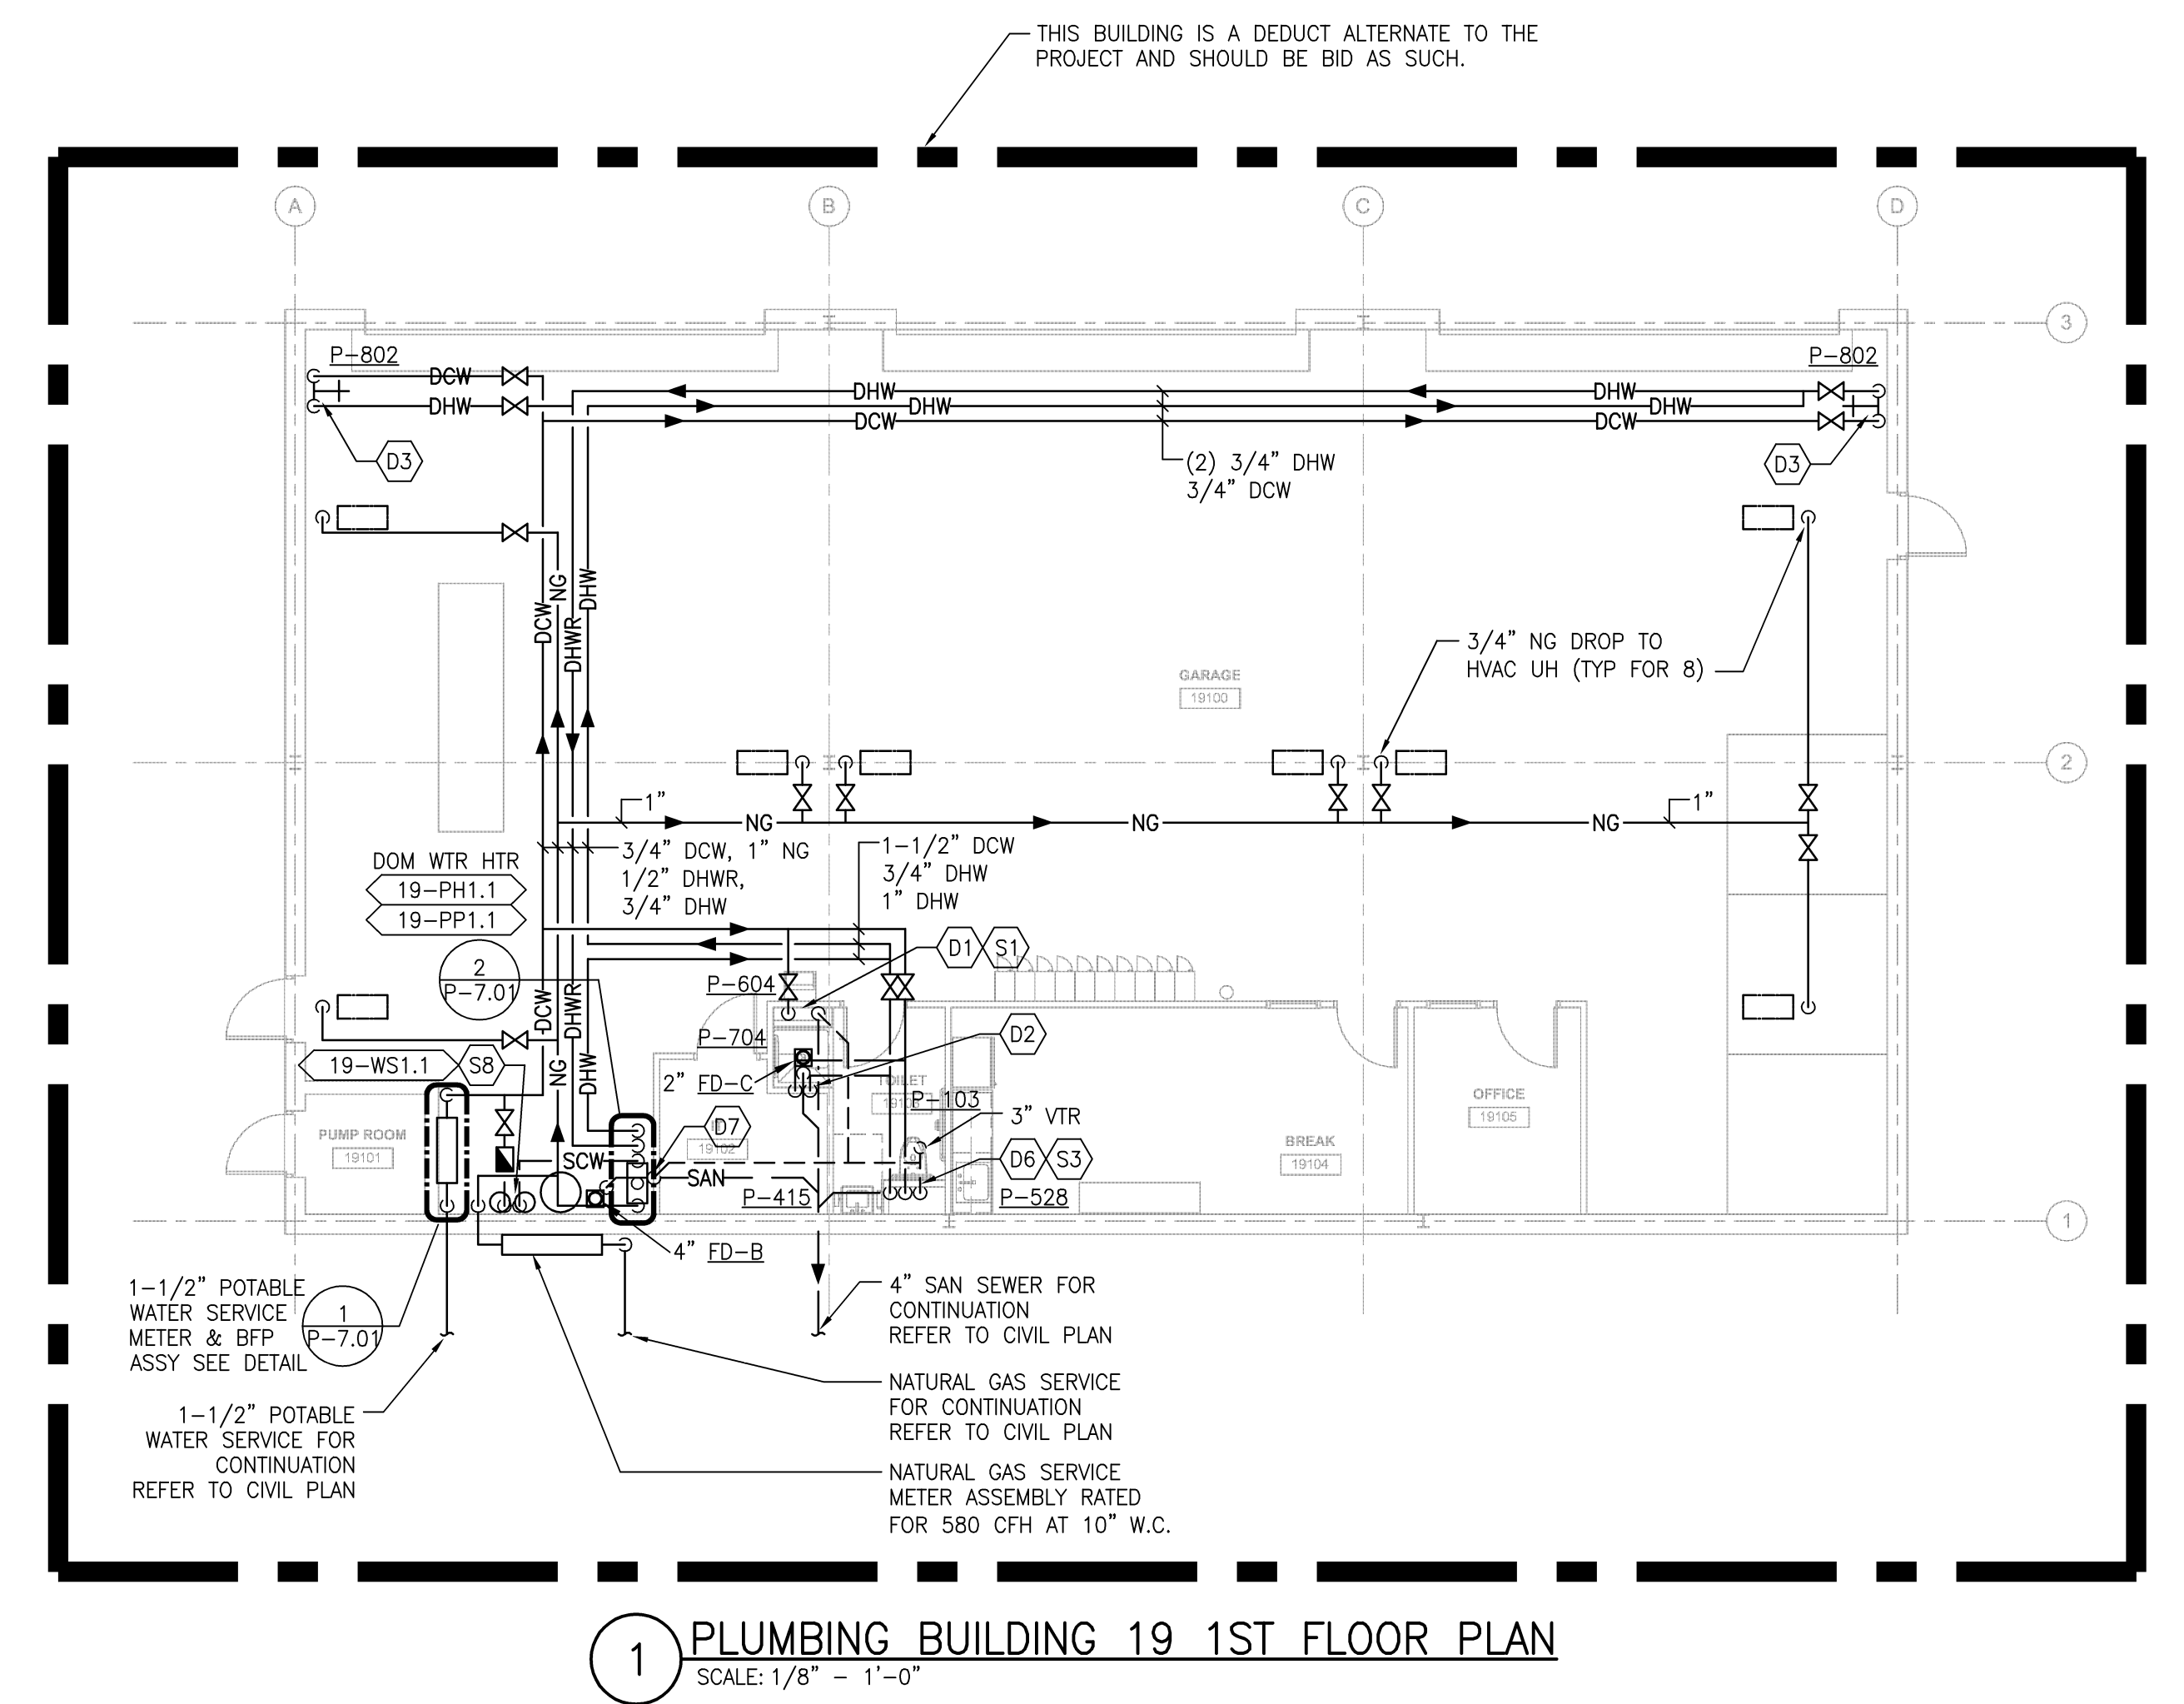 THIS BUILDING IS A DEDUCT ALTERNATE TO THE
PROJECT AND SHOULD BE BID AS SUCH.
A
B
C
D
3
P-802
P-802
DCW
DHW
DHW
DHW
DHW
DHW
DCW
DCW
D3
D3
(2) 3/4" DHW
3/4" DCW
NG
DHW
DCW
DHWR
3/4" NG DROP TO
HVAC UH (TYP FOR 8)
GARAGE
19100
2
1"
1"
NG
NG
NG
3/4" DCW, 1" NG
1/2" DHWR,
3/4" DHW
1-1/2" DCW
3/4" DHW
1" DHW
DOM WTR HTR
19-PH1.1
19-PP1.1
2
P-7.01
D1
S1
P-604
DCW
DHWR
P-704
D2
19-WS1.1
S8
NG
DHW
2" FD-C
TOILET
P-103
3" VTR
OFFICE
19105
D7
PUMP ROOM
19101
19102
BREAK
19104
SCW
SAN
D6
S3
P-415
P-528
1
4" FD-B
1-1/2" POTABLE
WATER SERVICE
METER & BFP
ASSY SEE DETAIL
1
P-7.01
4" SAN SEWER FOR
CONTINUATION
REFER TO CIVIL PLAN
NATURAL GAS SERVICE
FOR CONTINUATION
REFER TO CIVIL PLAN
1-1/2" POTABLE
WATER SERVICE FOR
CONTINUATION
REFER TO CIVIL PLAN
NATURAL GAS SERVICE
METER ASSEMBLY RATED
FOR 580 CFH AT 10" W.C.
1
PLUMBING BUILDING 19 1ST FLOOR PLAN
SCALE: 1/8" - 1'-0"